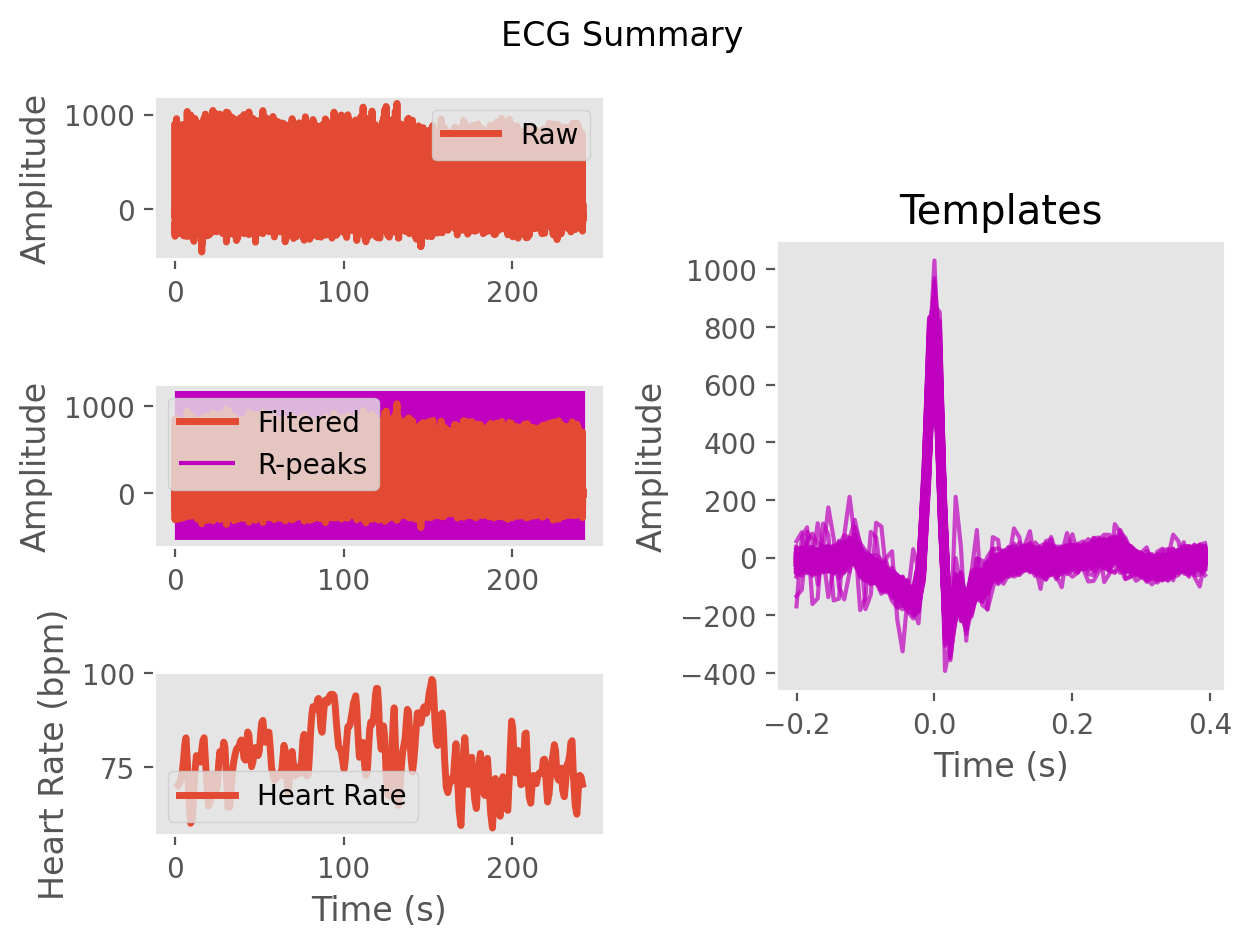 ECG Summary
Amplitude
1000
0
Raw
0 100 200
Amplitude
1000
0
Filtered
R-peaks
0 100 200
Heart Rate (bpm)
100
75
Heart Rate
0 100 200
Time (s)
Templates
Amplitude
1000
800
600
400
200
0
−200
−400
−0.2 0.0 0.2 0.4
Time (s)